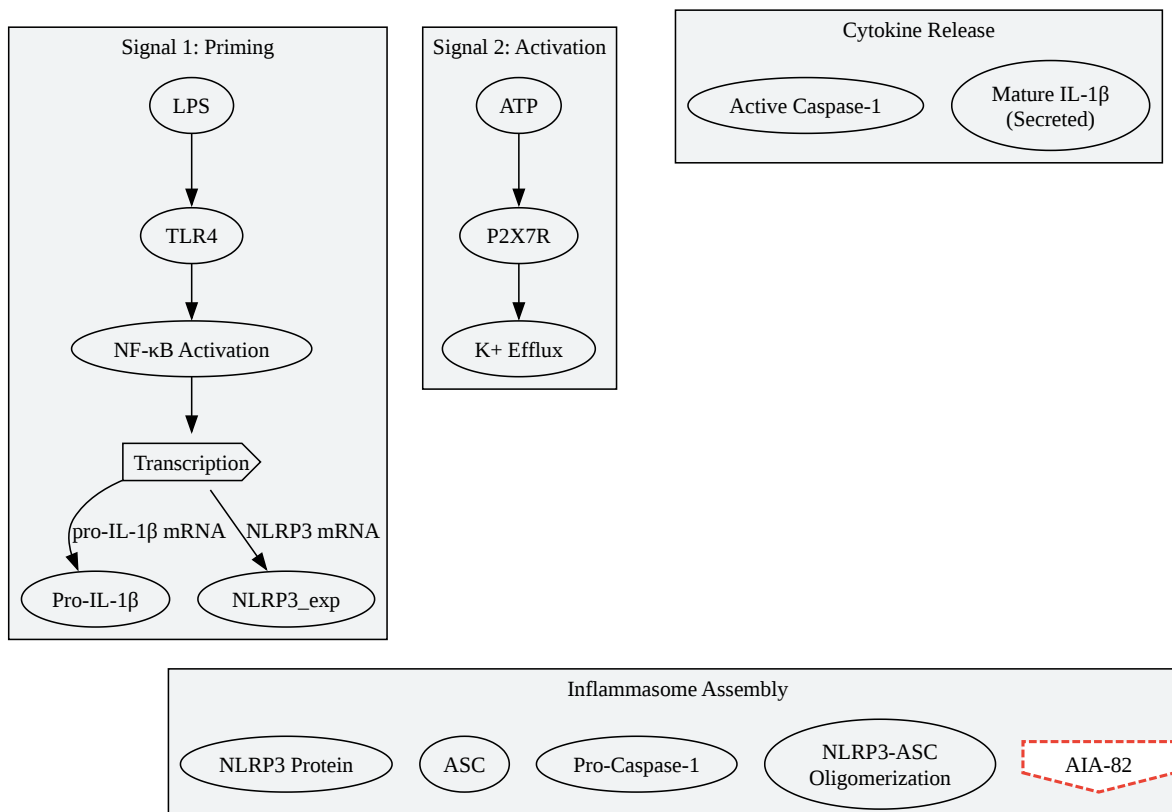 Signal 1: Priming
LPS
TLR4
NF-κB Activation
Transcription
pro-IL-1β mRNA
NLRP3 mRNA
Pro-IL-1β
NLRP3_exp
Signal 2: Activation
ATP
P2X7R
K+ Efflux
Cytokine Release
Active Caspase-1
Mature IL-1β
(Secreted)
Inflammasome Assembly
NLRP3 Protein
ASC
Pro-Caspase-1
NLRP3-ASC
Oligomerization
AIA-82